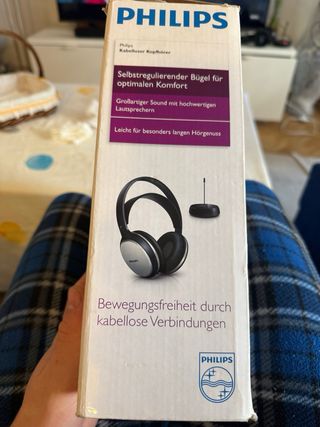 PHILIPS
Philips
Kabelloser Kopfhörer
Selbstregulierender Bügel für
optimalen Komfort
Großartiger Sound mit hochwertigen
Lautsprechern
Leicht für besonders langen Hörgenuss
Bewegungsfreiheit durch
kabellose Verbindungen
PHILIPS